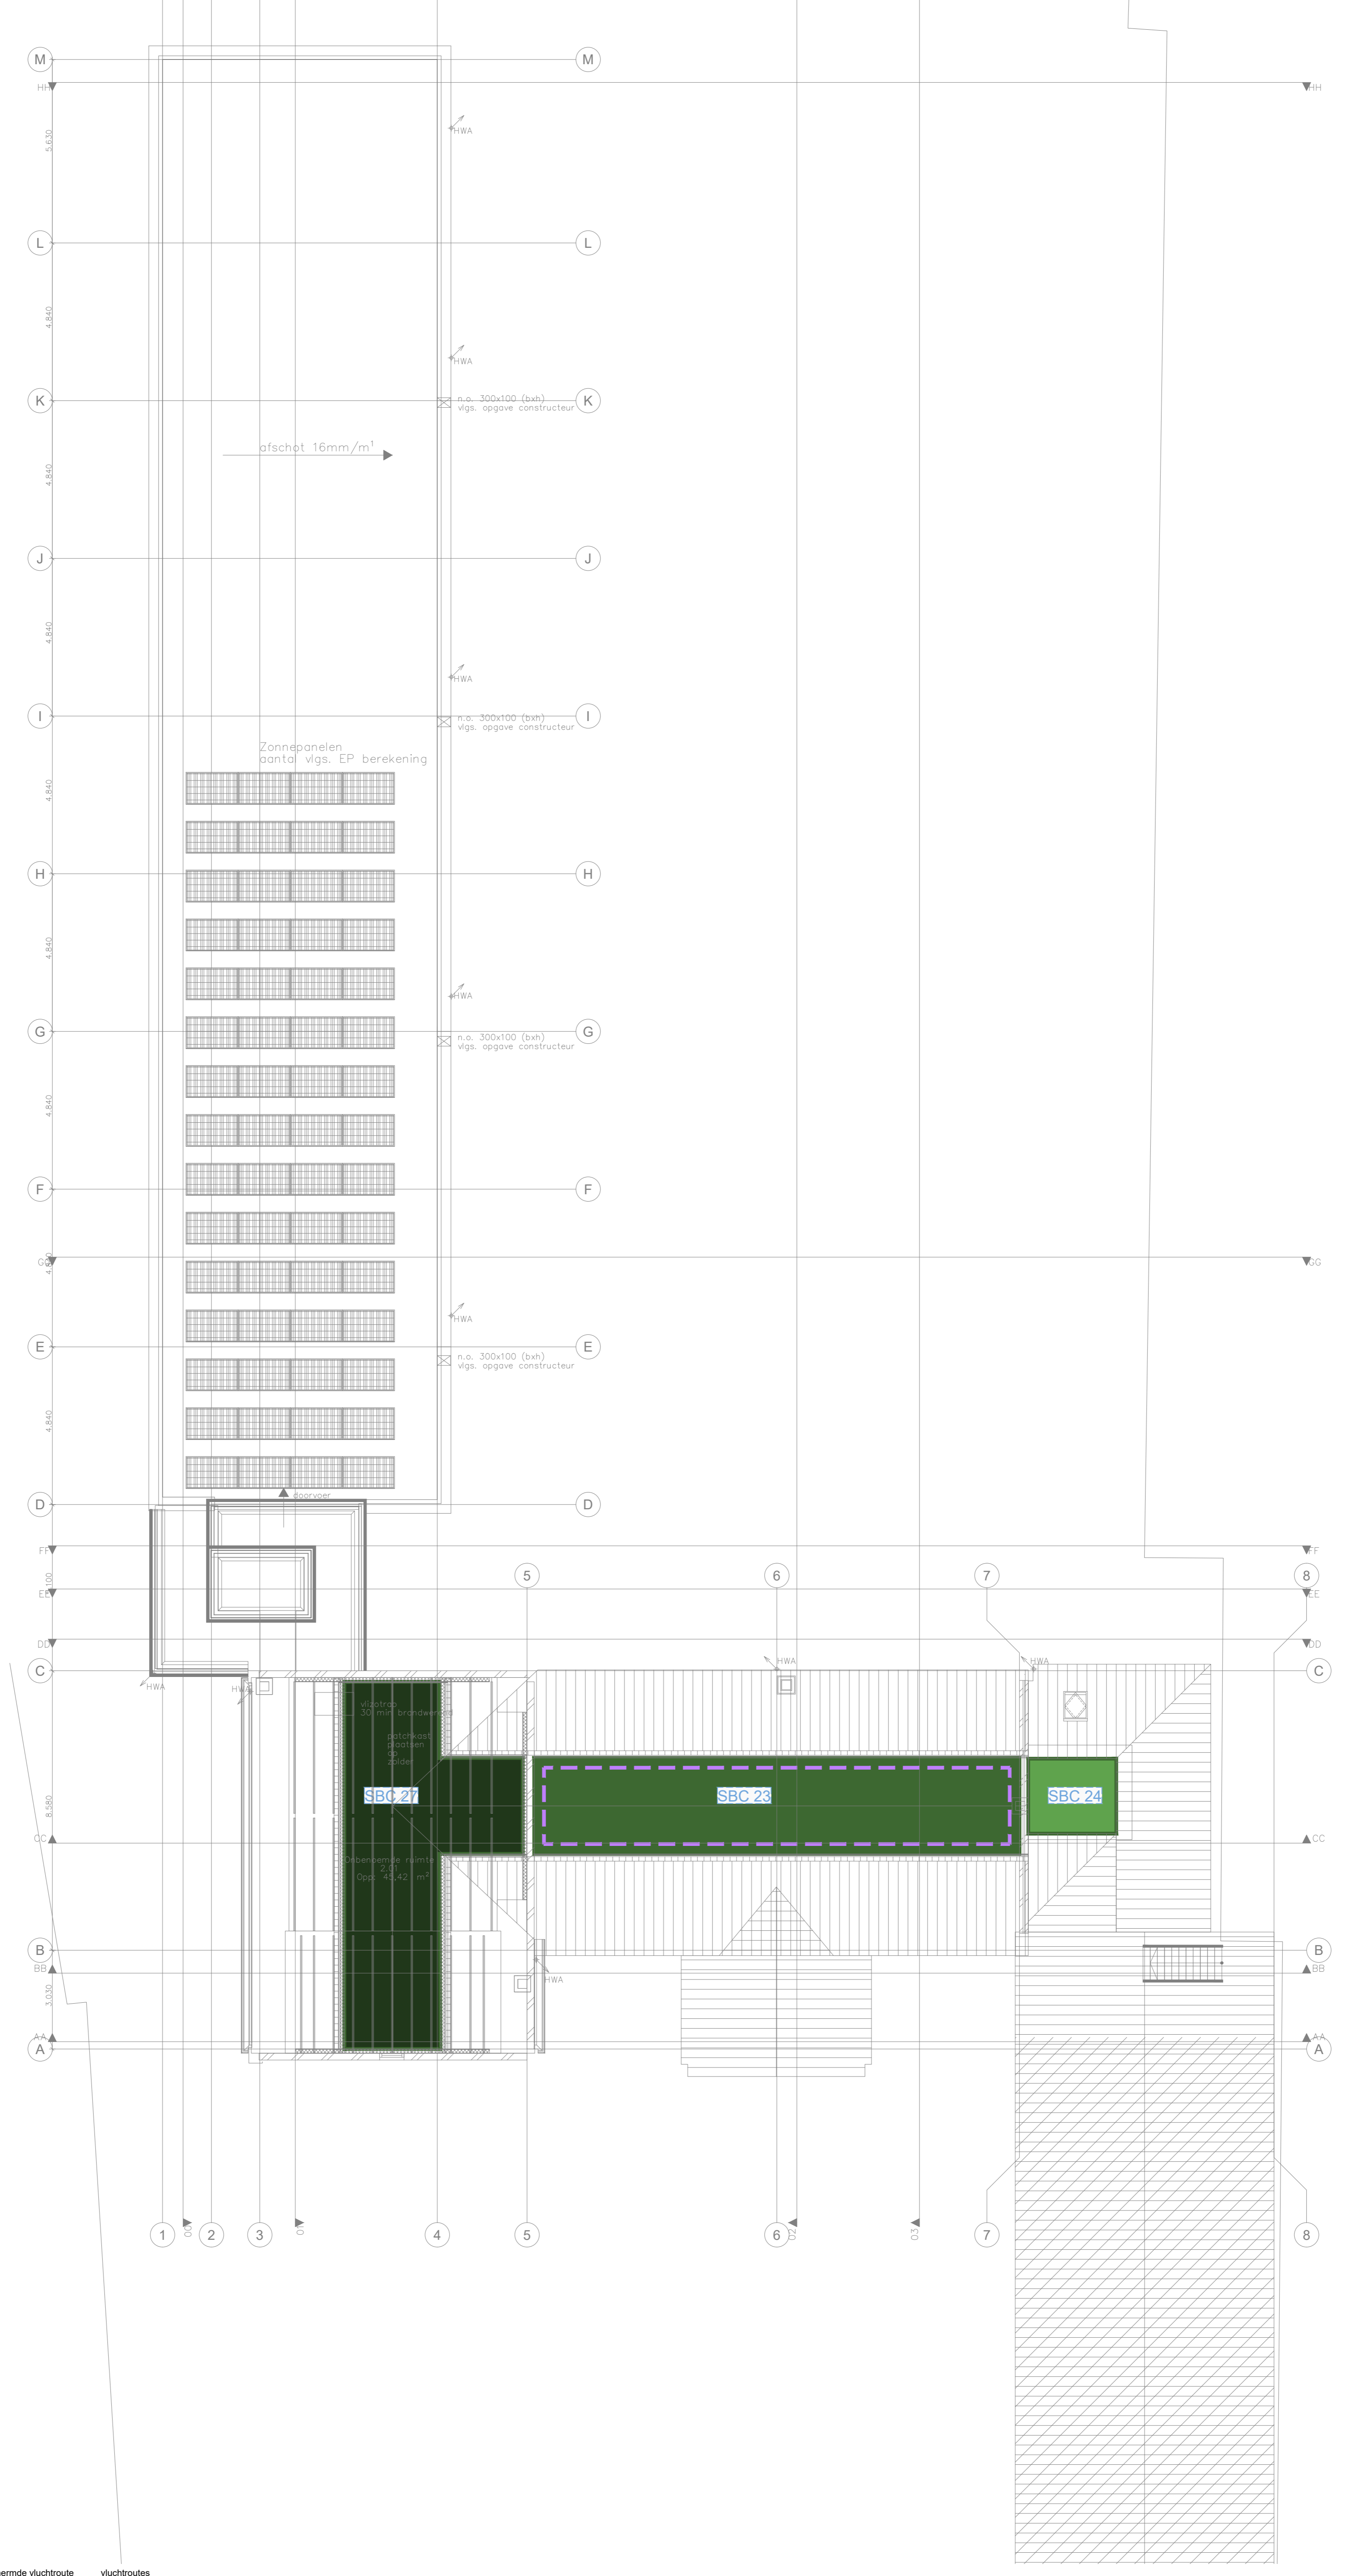 M M
HH HH
HWA
5.630
L L
4.840
HWA
K K
n.o. 300x100 (bxh)
vlgs. opgave constructeur
afschot 16mm/m¹
4.840
J J
4.840
HWA
I I
n.o. 300x100 (bxh)
vlgs. opgave constructeur
Zonnepanelen
aantal vlgs. EP berekening
4.840
H H
4.840
HWA
G G
n.o. 300x100 (bxh)
vlgs. opgave constructeur
4.840
F F
GG
4.840
HWA
E E
n.o. 300x100 (bxh)
vlgs. opgave constructeur
4.840
doorvoer
D D
FF FF
5 6 7 8
EE EE
DD DD
HWA HWA
C C
HWA HWA
vlizotrap
30 min brandwerend
patchkast
plaatsen
op
zolder
SBC 27 SBC 23 SBC 24
8.580
CC CC
Onbenoemde ruimte
2.01
Opp: 45,42 m²
B B
BB BB
HWA
3.030
AA AA
A A
1 00 2 3 01 4 5 6 02 03 7 8
ermde vluchtroute vluchtroutes